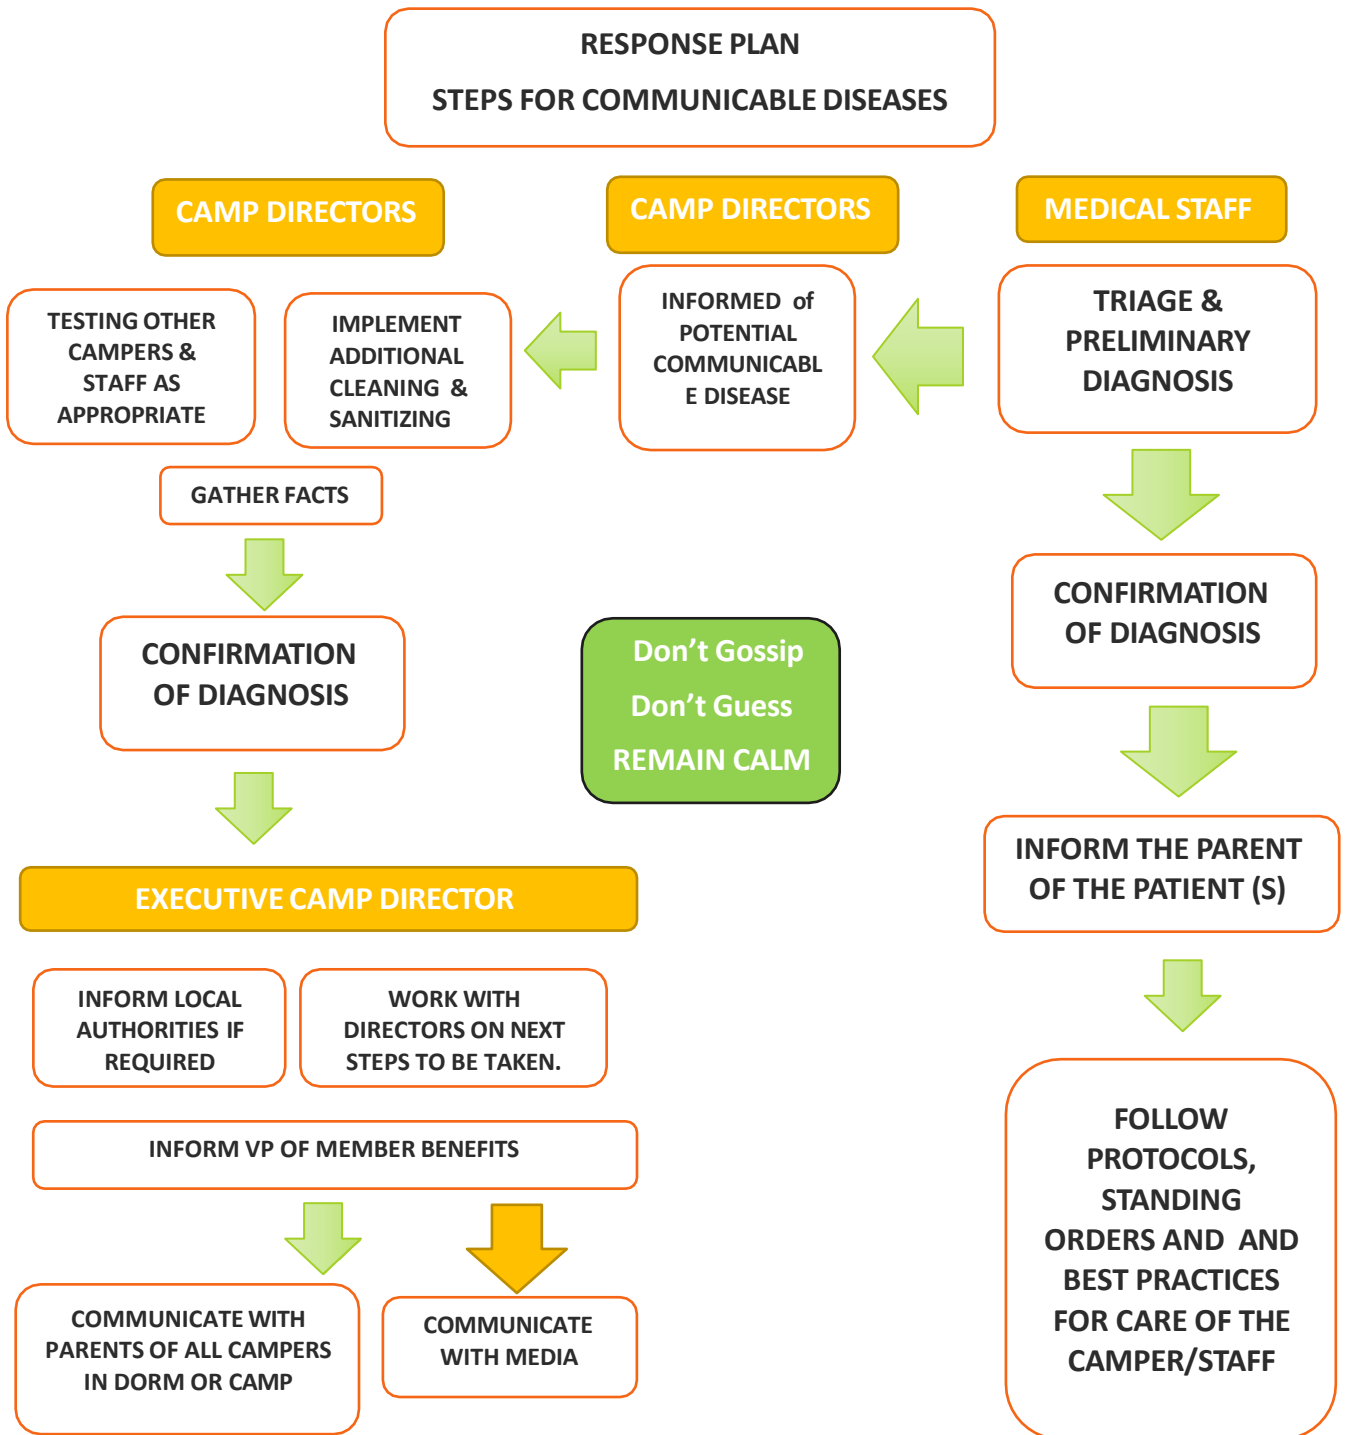 RESPONSE PLAN
STEPS FOR COMMUNICABLE DISEASES
CAMP DIRECTORS
CAMP DIRECTORS
MEDICAL STAFF
TESTING OTHER
CAMPERS &
STAFF AS
APPROPRIATE
IMPLEMENT
ADDITIONAL
CLEANING &
SANITIZING
INFORMED of
POTENTIAL
COMMUNICABL
E DISEASE
TRIAGE &
PRELIMINARY
DIAGNOSIS
GATHER FACTS
CONFIRMATION
OF DIAGNOSIS
Don't Gossip
Don't Guess
REMAIN CALM
CONFIRMATION
OF DIAGNOSIS
INFORM THE PARENT
OF THE PATIENT (S)
EXECUTIVE CAMP DIRECTOR
INFORM LOCAL
AUTHORITIES IF
REQUIRED
WORK WITH
DIRECTORS ON NEXT
STEPS TO BE TAKEN.
INFORM VP OF MEMBER BENEFITS
COMMUNICATE WITH
PARENTS OF ALL CAMPERS
IN DORM OR CAMP
COMMUNICATE
WITH MEDIA
FOLLOW
PROTOCOLS,
STANDING
ORDERS AND AND
BEST PRACTICES
FOR CARE OF THE
CAMPER/STAFF